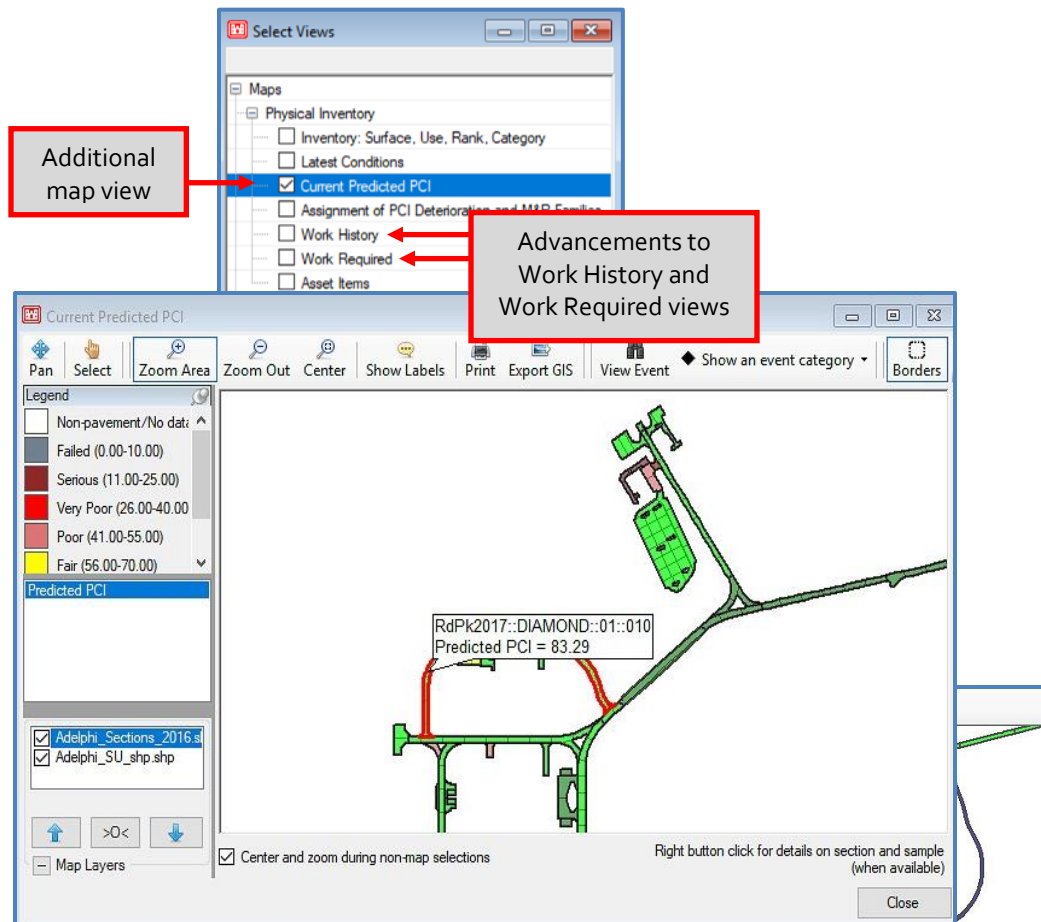 Select Views
Maps
Physical Inventory
Inventory: Surface, Use, Rank, Category
Latest Conditions
Current Predicted PCI
Assignment of PCI Deterioration and M&R Families
Work History
Work Required
Asset Items
Additional
map view
Advancements to
Work History and
Work Required views
Current Predicted PCI
Pan Select Zoom Area Zoom Out Center Show Labels Print Export GIS View Event Show an event category Borders
Legend
Non-pavement/No data
Failed (0.00-10.00)
Serious (11.00-25.00)
Very Poor (26.00-40.00
Poor (41.00-55.00)
Fair (56.00-70.00)
Predicted PCI
RdPk2017::DIAMOND::01::010
Predicted PCI = 83.29
Adelphi_Sections_2016.s
Adelphi_SU_shp.shp
>0<
Map Layers
Center and zoom during non-map selections
Right button click for details on section and sample
(when available)
Close